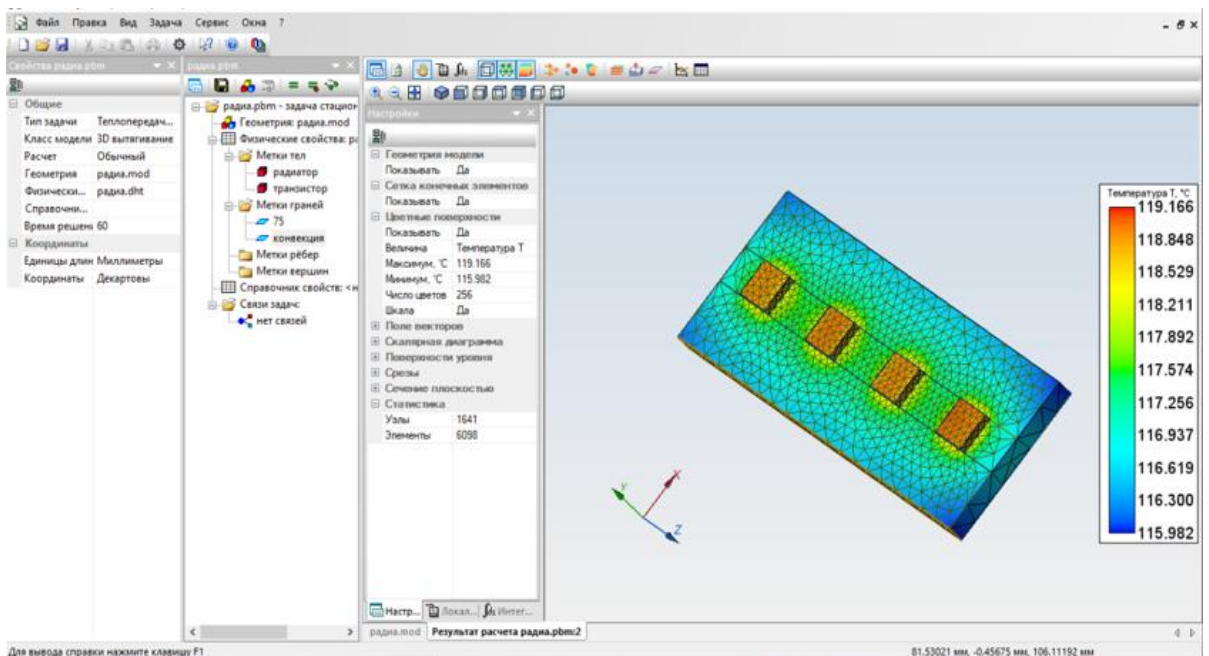 Файл Правка Вид Задача Сервис Окна ?
Свойства радиа.pbm
Общие
Тип задачи Теплопередач...
Класс модели 3D вытягивание
Расчет Обычный
Геометрия радиа.mod
Физически... радиа.dht
Справочни...
Время решени 60
Координаты
Единицы длин Миллиметры
Координаты Декартовы
радиа.pbm
радиа.pbm - задача стацион
Геометрия: радиа.mod
Физические свойства: ра
Метки тел
радиатор
транзистор
Метки граней
75
конвекция
Метки рёбер
Метки вершин
Справочник свойств: <н
Связи задач:
нет связей
Настройки
Геометрия модели
Показывать Да
Сетка конечных элементов
Показывать Да
Цветные поверхности
Показывать Да
Величина Температура T
Максимум, °C 119.166
Минимум, °C 115.982
Число цветов 256
Шкала Да
Поле векторов
Скалярная диаграмма
Поверхности уровня
Срезы
Сечение плоскостью
Статистика
Узлы 1641
Элементы 6098
Настр... Локал... Интег...
радиа.mod Результат расчета радиа.pbm:2
X
Y
Z
Температура T, °C
119.166
118.848
118.529
118.211
117.892
117.574
117.256
116.937
116.619
116.300
115.982
Для вывода справки нажмите клавишу F1
81.53021 мм, -0.45675 мм, 106.11192 мм